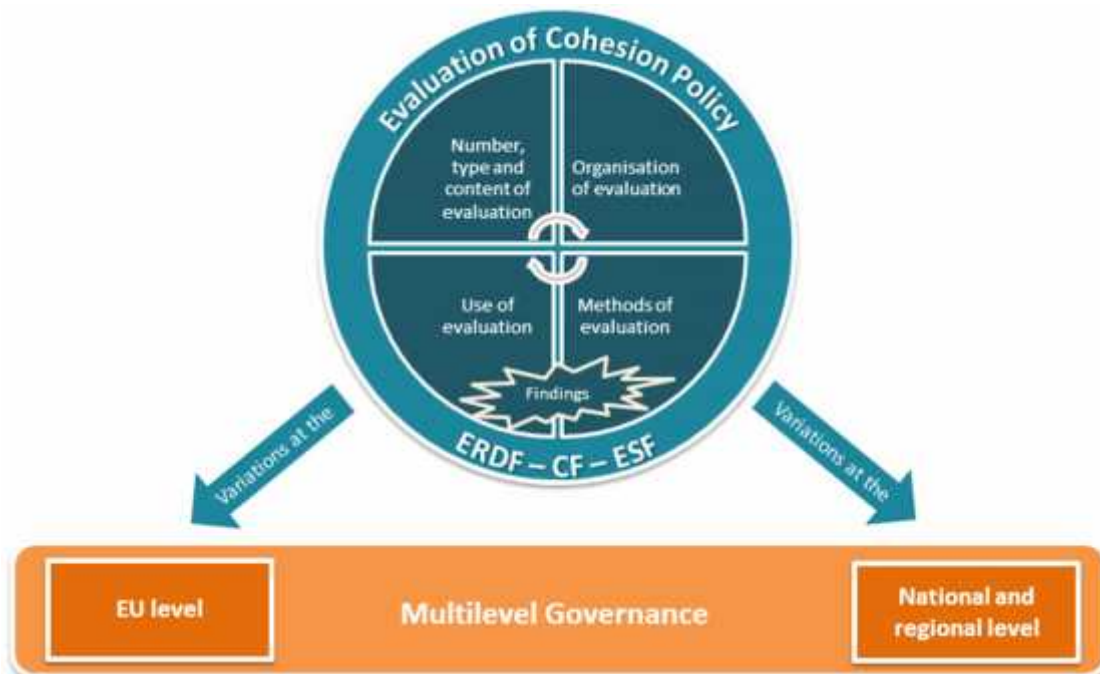 Evaluation of Cohesion Policy
Number,
type and
content of
evaluation
Organisation
of evaluation
Use of
evaluation
Methods of
evaluation
Findings
ERDF – CF – ESF
Variations at the
Variations at the
EU level
Multilevel Governance
National and
regional level